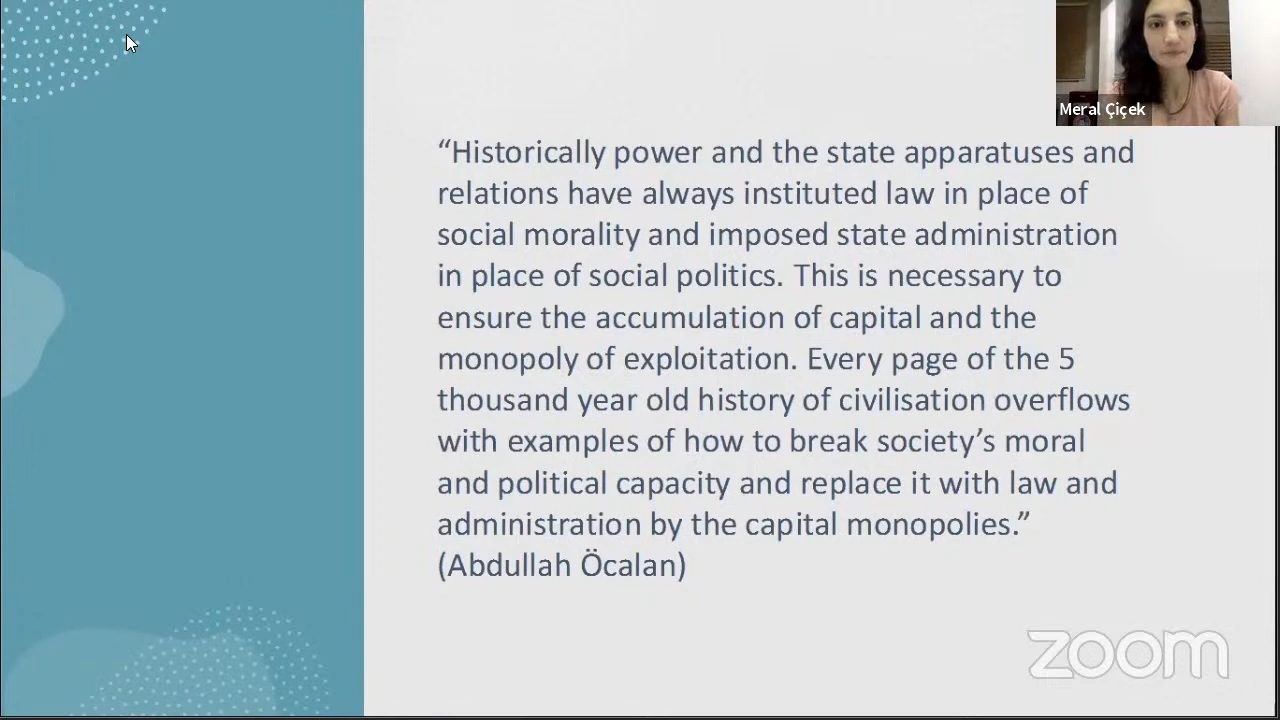 Meral Çiçek
“Historically power and the state apparatuses and
relations have always instituted law in place of
social morality and imposed state administration
in place of social politics. This is necessary to
ensure the accumulation of capital and the
monopoly of exploitation. Every page of the 5
thousand year old history of civilisation overflows
with examples of how to break society’s moral
and political capacity and replace it with law and
administration by the capital monopolies.”
(Abdullah Öcalan)
zoom